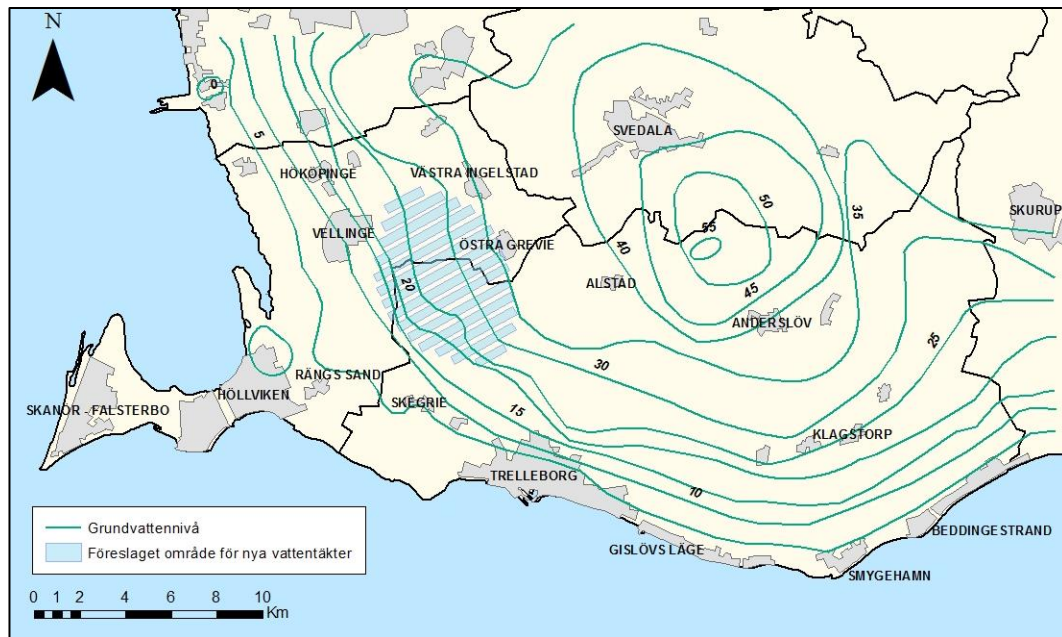 N
0
5
SVEDALA
HÖKÖPINGE
VÄSTRA INGELSTAD
50
35
SKURUP
VELLINGE
ÖSTRA GREVIE
55
40
20
ALSTAD
45
ANDERSLÖV
25
30
RÄNGS SAND
HÖLLVIKEN
SKANÖR - FALSTERBO
SKEGRIE
15
KLAGSTORP
TRELLEBORG
10
BEDDINGESTRAND
GISLÖVS LÄGE
SMYGEHAMN
Grundvattennivå
Föreslaget område för nya vattentäkter
0 1 2 4 6 8 10
Km